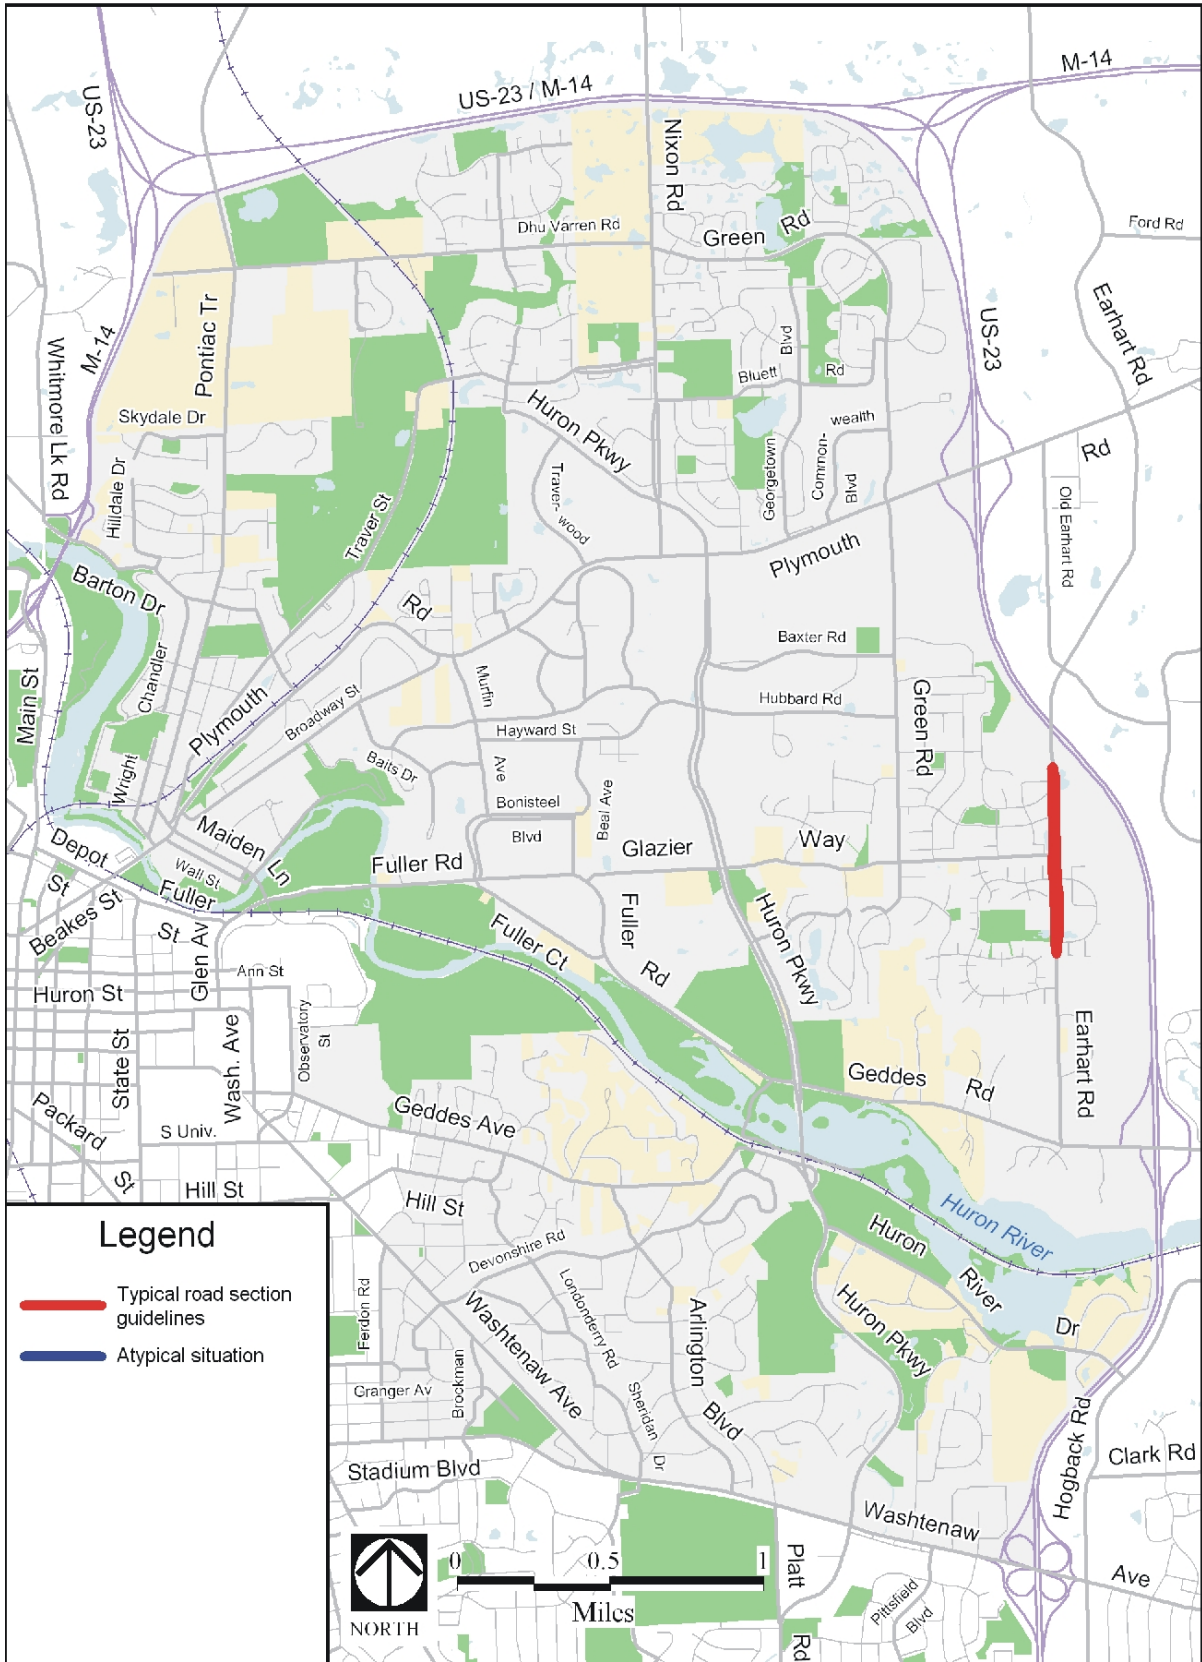 US-23
US-23 / M-14
M-14
Nixon Rd
Dhu Varren Rd
Green Rd
Ford Rd
Pontiac Tr
M-14
Whitmore Lk Rd
US-23
Earhart Rd
Bluett Rd
Blvd
Skydale Dr
Huron Pkwy
wealth
Georgetown
Common-
Blvd
Rd
Hilldale Dr
Traver St
Traver-
wood
Old Earhart Rd
Plymouth
Barton Dr
Rd
Baxter Rd
Chandler
Murfin
Hubbard Rd
Main St
Plymouth
Broadway St
Green Rd
Hayward St
Wright
Baits Dr
Ave
Bonisteel
Beal Ave
Blvd
Maiden Ln
Depot
Wall St
Fuller Rd
Glazier Way
St
Fuller
Beakes St
St
Glen Av
Fuller Ct
Fuller
Rd
Huron Pkwy
Ann St
Huron St
State St
Wash. Ave
Observatory
St
Earhart Rd
Geddes Rd
Packard
St
S Univ.
Geddes Ave
Hill St
Hill St
Huron River
Huron
River
Dr
Legend
Typical road section
guidelines
Atypical situation
Devonshire Rd
Londonderry Rd
Ferdon Rd
Washtenaw Ave
Arlington
Blvd
Huron Pkwy
Granger Av
Brockman
Sheridan
Dr
Hogback Rd
Clark Rd
Stadium Blvd
Washtenaw
Ave
Platt
Rd
Pittsfield
Blvd
0 0.5 1
Miles
NORTH